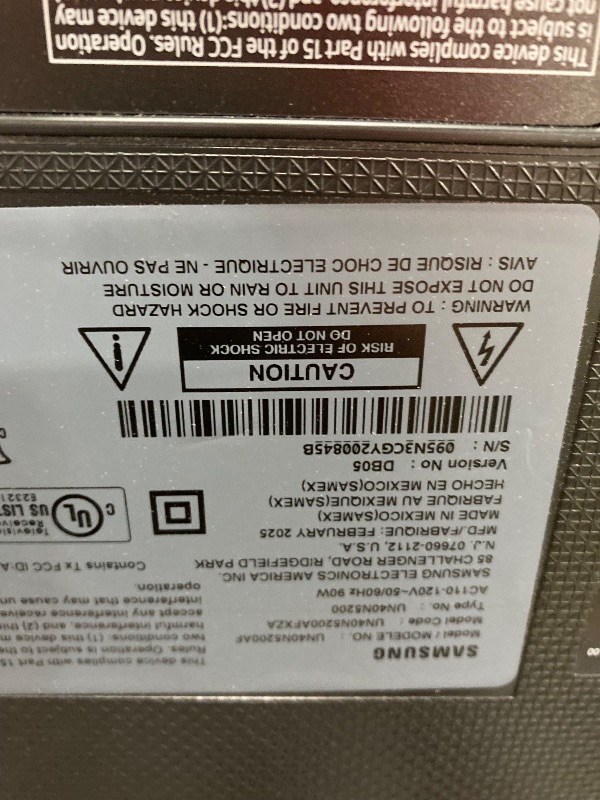 SAMSUNG
Model / MODELE NO. : UN40N5200AF
Model Code : UN40N5200AFXZA
Type No. : UN40N5200
AC110-120V~50/60Hz 90W
SAMSUNG ELECTRONICS AMERICA INC.
85 CHALLENGER ROAD, RIDGEFIELD PARK
N.J. 07660-2112, U.S.A.
MFD./FABRIQUE: FEBRUARY 2025
MADE IN MEXICO(SAMEX)
FABRIQUE AU MEXIQUE(SAMEX)
HECHO EN MEXICO(SAMEX)
Version No : DB05
S/N : 095N3CGY200845B
This device complies with Part 15
Rules. Operation is subject to the
two conditions: (1) this device m
harmful interference, and (2) thi
accept any interference receive
interference that may cause un
operation.
Contains Tx FCC ID:A
C UL US LIST
Televisi
Receive
E2321
CAUTION
RISK OF ELECTRIC SHOCK
DO NOT OPEN
WARNING : TO PREVENT FIRE OR SHOCK HAZARD
DO NOT EXPOSE THIS UNIT TO RAIN OR MOISTURE
AVIS : RISQUE DE CHOC ELECTRIQUE - NE PAS OUVRIR
This device complies with Part 15 of the FCC Rules. Operation
is subject to the following two conditions:(1) this device may
not cause harmful interference, and (2) this